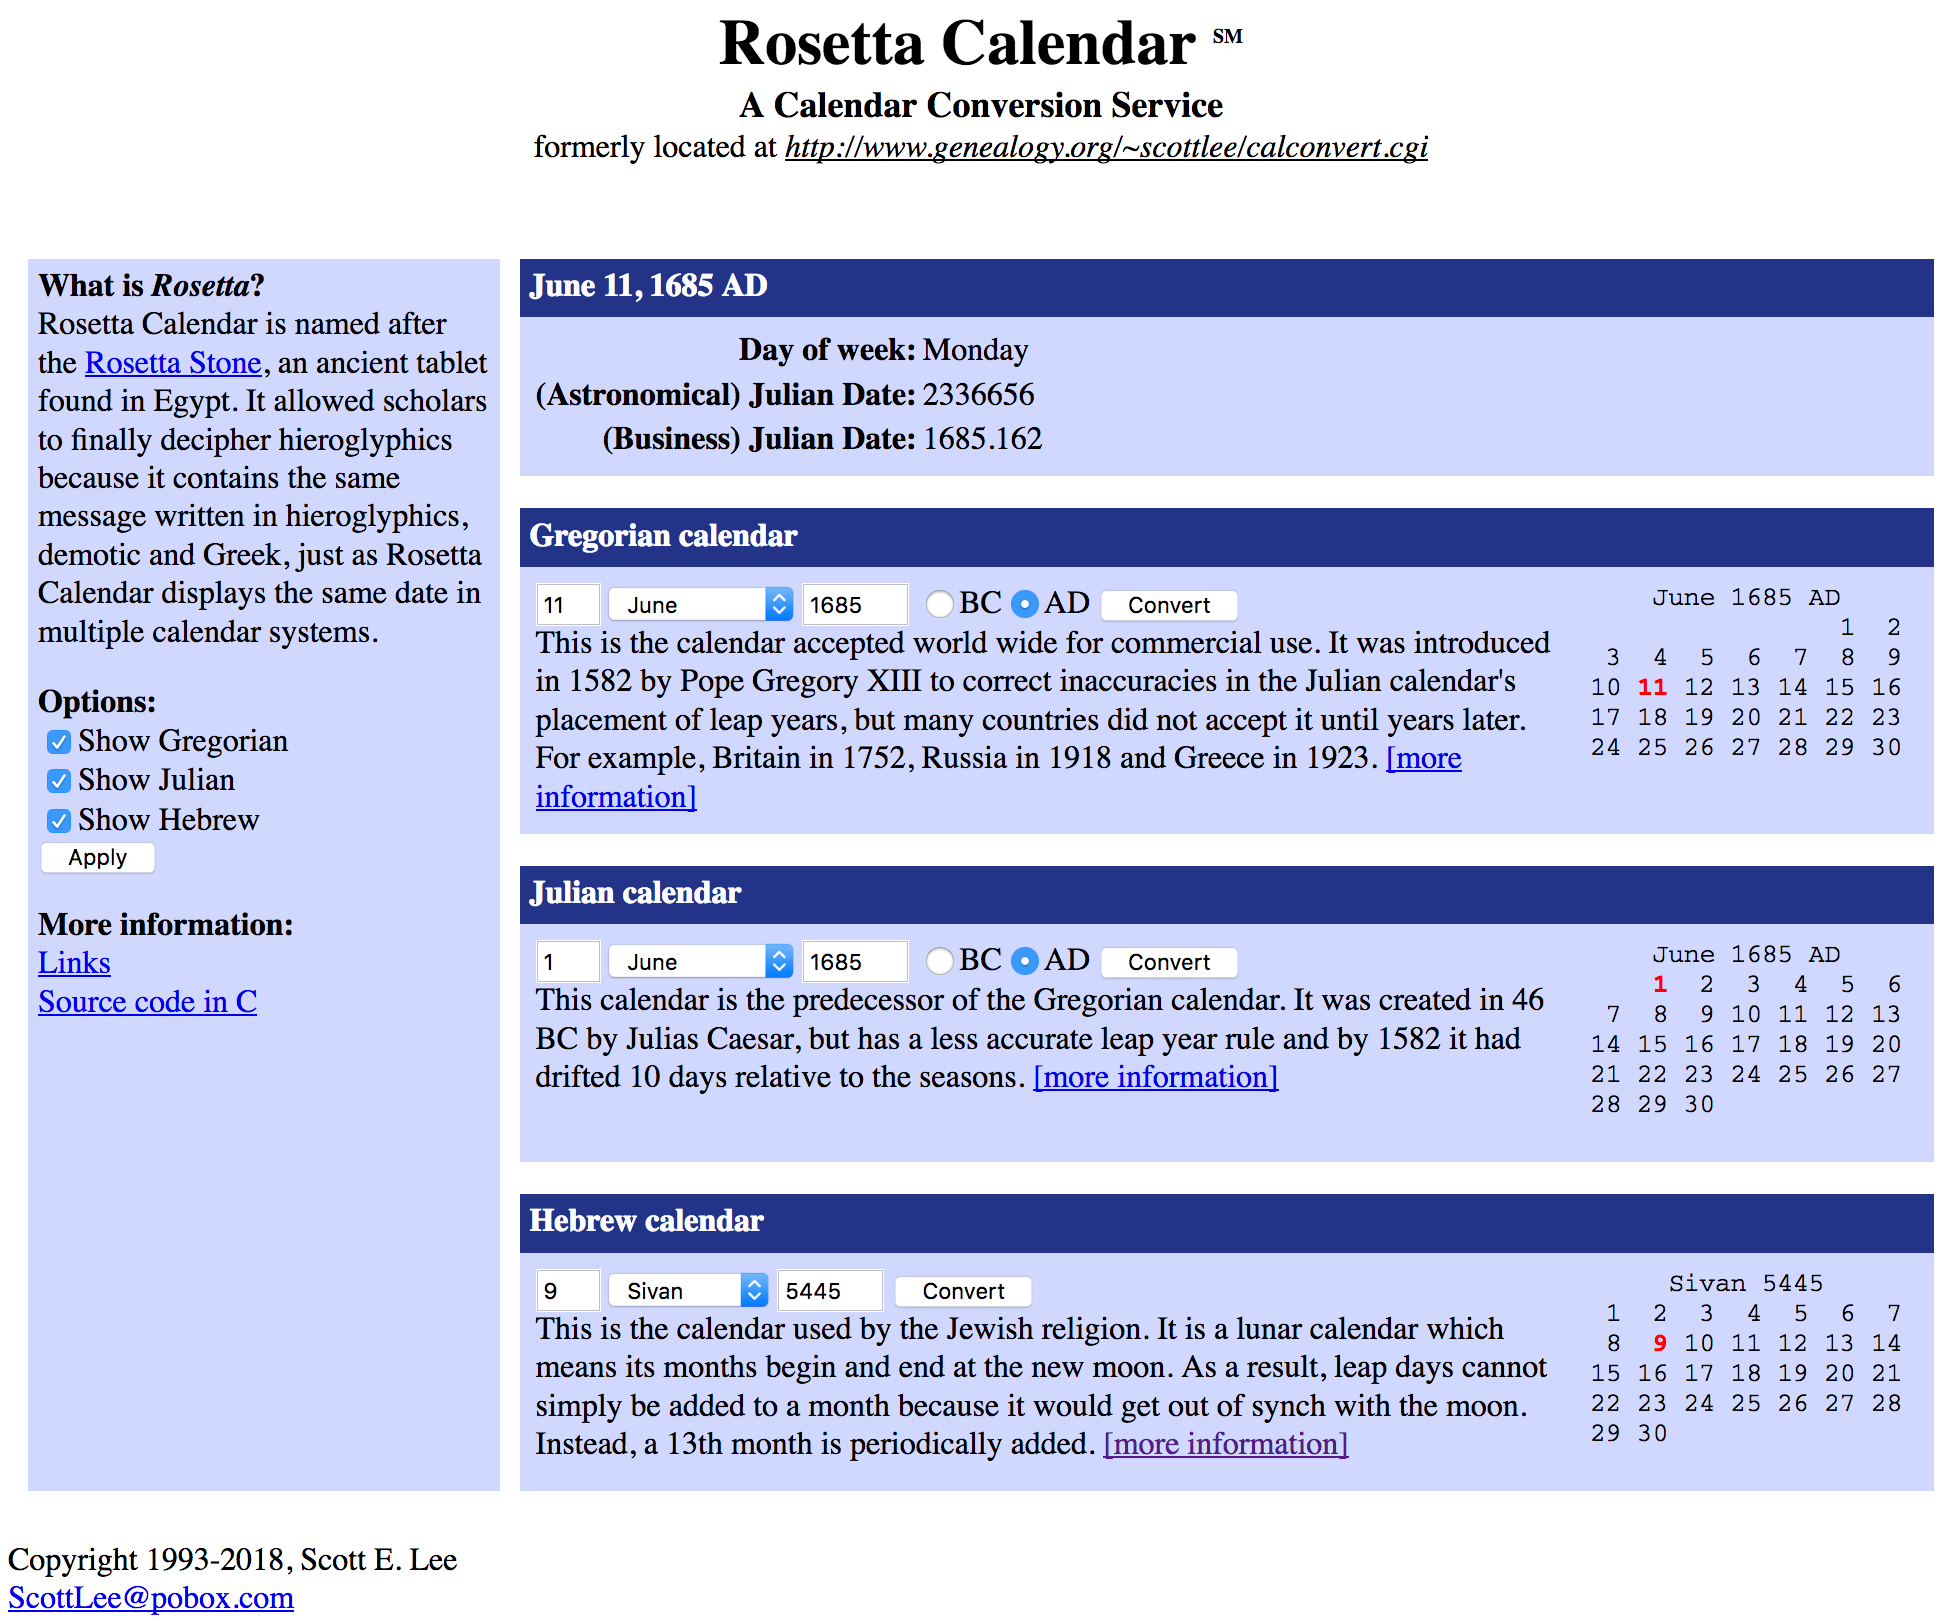 Rosetta Calendar SM
A Calendar Conversion Service
formerly located at http://www.genealogy.org/~scottlee/calconvert.cgi
What is Rosetta?
Rosetta Calendar is named after
the Rosetta Stone, an ancient tablet
found in Egypt. It allowed scholars
to finally decipher hieroglyphics
because it contains the same
message written in hieroglyphics,
demotic and Greek, just as Rosetta
Calendar displays the same date in
multiple calendar systems.
Options:
Show Gregorian
Show Julian
Show Hebrew
Apply
More information:
Links
Source code in C
June 11, 1685 AD
Day of week: Monday
(Astronomical) Julian Date: 2336656
(Business) Julian Date: 1685.162
Gregorian calendar
11 June 1685 BC AD Convert
This is the calendar accepted world wide for commercial use. It was introduced
in 1582 by Pope Gregory XIII to correct inaccuracies in the Julian calendar's
placement of leap years, but many countries did not accept it until years later.
For example, Britain in 1752, Russia in 1918 and Greece in 1923. [more
information]
June 1685 AD
1 2
3 4 5 6 7 8 9
10 11 12 13 14 15 16
17 18 19 20 21 22 23
24 25 26 27 28 29 30
Julian calendar
1 June 1685 BC AD Convert
This calendar is the predecessor of the Gregorian calendar. It was created in 46
BC by Julias Caesar, but has a less accurate leap year rule and by 1582 it had
drifted 10 days relative to the seasons. [more information]
June 1685 AD
1 2 3 4 5 6
7 8 9 10 11 12 13
14 15 16 17 18 19 20
21 22 23 24 25 26 27
28 29 30
Hebrew calendar
9 Sivan 5445 Convert
This is the calendar used by the Jewish religion. It is a lunar calendar which
means its months begin and end at the new moon. As a result, leap days cannot
simply be added to a month because it would get out of synch with the moon.
Instead, a 13th month is periodically added. [more information]
Sivan 5445
1 2 3 4 5 6 7
8 9 10 11 12 13 14
15 16 17 18 19 20 21
22 23 24 25 26 27 28
29 30
Copyright 1993-2018, Scott E. Lee
ScottLee@pobox.com